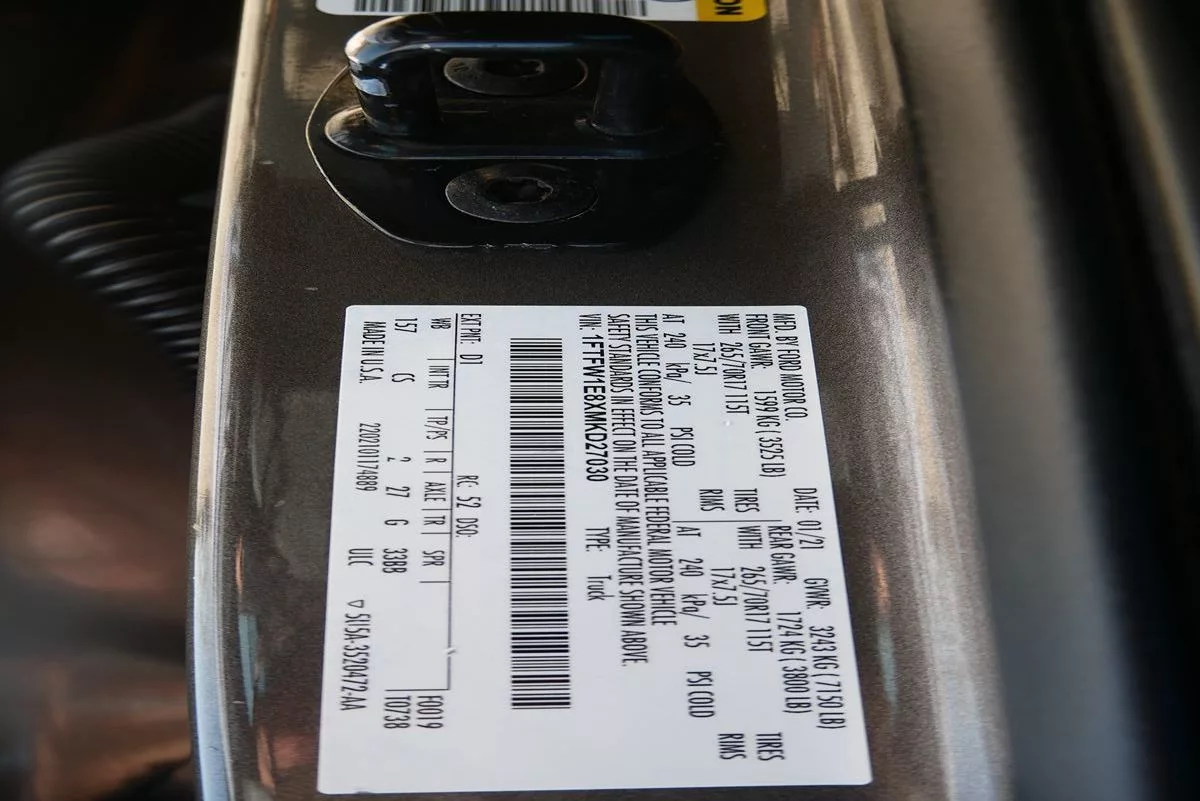 ION
MFD. BY FORD MOTOR CO.
DATE: 01/21 GVWR: 3243 KG ( 7150 LB)
FRONT GAWR: 1599 KG ( 3525 LB)
REAR GAWR: 1724 KG ( 3800 LB)
WITH 265/70R17 115T TIRES
WITH 265/70R17 115T TIRES
17x7.5J RIMS
17x7.5J RIMS
AT 240 kPa/ 35 PSI COLD
AT 240 kPa/ 35 PSI COLD
THIS VEHICLE CONFORMS TO ALL APPLICABLE FEDERAL MOTOR VEHICLE
SAFETY STANDARDS IN EFFECT ON THE DATE OF MANUFACTURE SHOWN ABOVE.
VIN: 1FTFW1E8XMKD27030 TYPE: Truck
EXT PNT: D1 RC: 52 DSO:
F0019
WB INT TR TP/PS R AXLE TR SPR
T0738
157 CS 2 27 G 33BB
MADE IN U.S.A. 2202101174889 ULC ▽ 5U5A-3520472-AA